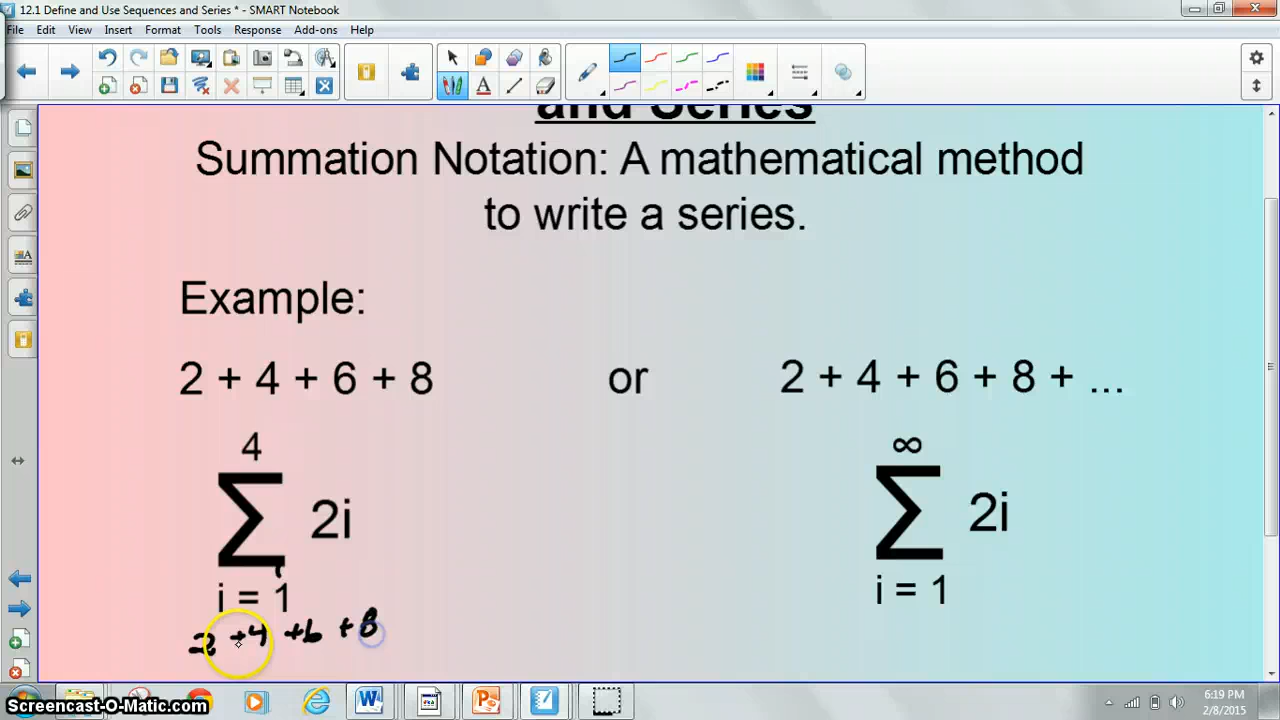 12.1 Define and Use Sequences and Series * - SMART Notebook
File Edit View Insert Format Tools Response Add-ons Help
and Series
Summation Notation: A mathematical method
to write a series.
Example:
2 + 4 + 6 + 8 or 2 + 4 + 6 + 8 + ...
4
∑ 2i
i = 1
∞
∑ 2i
i = 1
2 + 4 + 6 + 8
Screencast-O-Matic.com
6:19 PM
2/8/2015